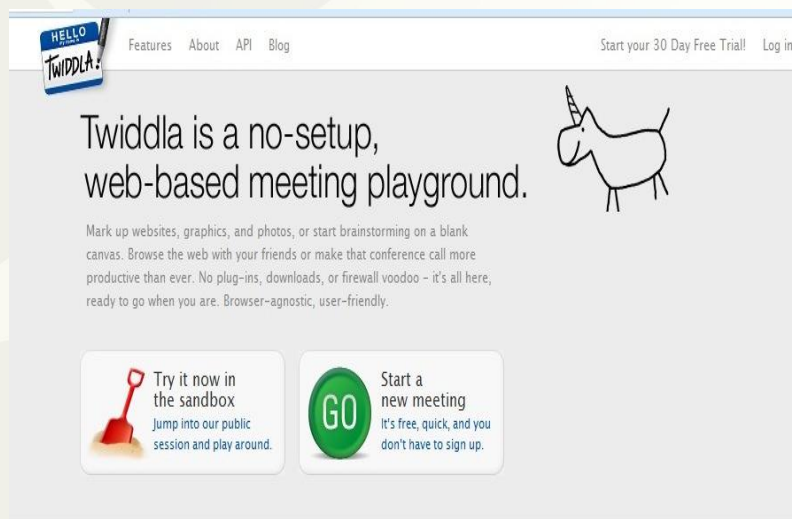 HELLO
my name is
TWIDDLA!
Features About API Blog
Start your 30 Day Free Trial! Log in
Twiddla is a no-setup,
web-based meeting playground.
Mark up websites, graphics, and photos, or start brainstorming on a blank
canvas. Browse the web with your friends or make that conference call more
productive than ever. No plug-ins, downloads, or firewall voodoo – it's all here,
ready to go when you are. Browser-agnostic, user-friendly.
Try it now in
the sandbox
Jump into our public
session and play around.
GO
Start a
new meeting
It's free, quick, and you
don't have to sign up.